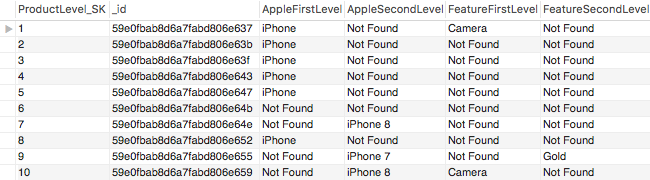 ProductLevel_SK _id AppleFirstLevel AppleSecondLevel FeatureFirstLevel FeatureSecondLevel
1 59e0fbab8d6a7fabd806e637 iPhone Not Found Camera Not Found
2 59e0fbab8d6a7fabd806e63b iPhone Not Found Not Found Not Found
3 59e0fbab8d6a7fabd806e63f iPhone Not Found Not Found Not Found
4 59e0fbab8d6a7fabd806e643 iPhone Not Found Not Found Not Found
5 59e0fbab8d6a7fabd806e647 iPhone Not Found Not Found Not Found
6 59e0fbab8d6a7fabd806e64b Not Found Not Found Not Found Not Found
7 59e0fbab8d6a7fabd806e64e Not Found iPhone 8 Not Found Not Found
8 59e0fbab8d6a7fabd806e652 iPhone Not Found Not Found Not Found
9 59e0fbab8d6a7fabd806e655 Not Found iPhone 7 Not Found Gold
10 59e0fbab8d6a7fabd806e659 Not Found iPhone 8 Camera Not Found